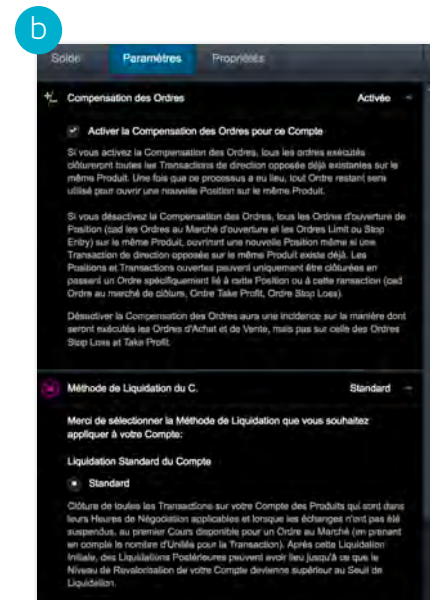 b
Solde Paramètres Propriétés
Compensation des Ordres Activée
Activer la Compensation des Ordres pour ce Compte
Si vous activez la Compensation des Ordres, tous les ordres exécutés
clôtureront toutes les Transactions de direction opposée déjà existantes sur le
même Produit. Une fois que ce processus a eu lieu, tout Ordre restant sera
utilisé pour ouvrir une nouvelle Position sur le même Produit.
Si vous désactivez la Compensation des Ordres, tous les Ordres d'ouverture de
Position (cad les Ordres au Marché d'ouverture et les Ordres Limit ou Stop
Entry) sur le même Produit, ouvriront une nouvelle Position même si une
Transaction de direction opposée sur le même Produit existe déjà. Les
Positions et Transactions ouvertes peuvent uniquement être clôturées en
passant un Ordre spécifiquement lié à cette Position ou à cette ransaction (cad
Ordre au marché de clôture, Ordre Take Profit, Ordre Stop Loss).
Désactiver la Compensation des Ordres aura une incidence sur la manière dont
seront exécutés les Ordres d'Achat et de Vente, mais pas sur celle des Ordres
Stop Loss et Take Profit.
Méthode de Liquidation du C. Standard
Merci de sélectionner la Méthode de Liquidation que vous souhaitez
appliquer à votre Compte:
Liquidation Standard du Compte
Standard
Clôture de toutes les Transactions sur votre Compte des Produits qui sont dans
leurs Heures de Négociation applicables et lorsque les échanges n'ont pas été
suspendus, au premier Cours disponible pour un Ordre au Marché (en prenant
en compte le nombre d'Unités pour la Transaction). Après cette Liquidation
Initiale, des Liquidations Postérieures peuvent avoir lieu jusqu'à ce que le
Niveau de Revalorisation de votre Compte devienne supérieur au Seuil de
Liquidation.